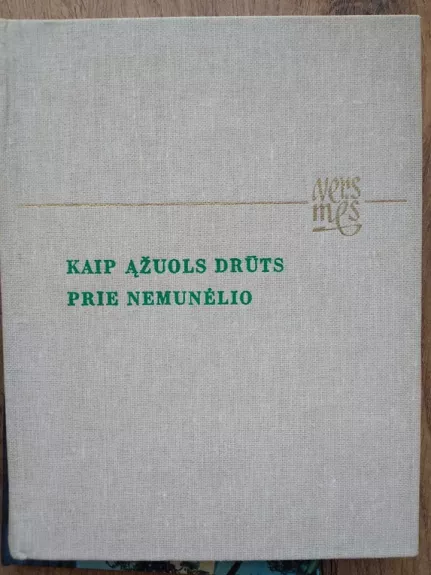 Versmės
KAIP ĄŽUOLS DRŪTS
PRIE NEMUNĖLIO